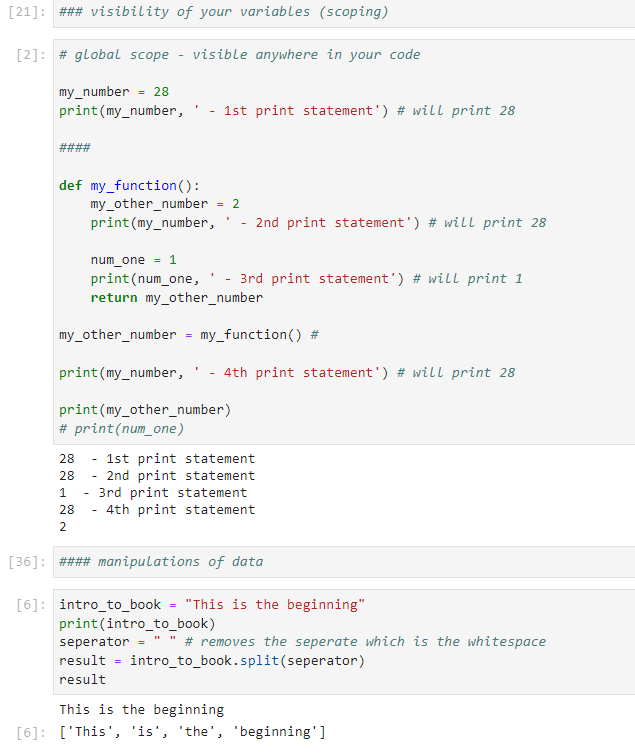 [21]: ### visibility of your variables (scoping)
[2]: # global scope - visible anywhere in your code
my_number = 28
print(my_number, ' - 1st print statement') # will print 28
####
def my_function():
    my_other_number = 2
    print(my_number, ' - 2nd print statement') # will print 28
    num_one = 1
    print(num_one, ' - 3rd print statement') # will print 1
    return my_other_number
my_other_number = my_function() #
print(my_number, ' - 4th print statement') # will print 28
print(my_other_number)
# print(num_one)
28  - 1st print statement
28  - 2nd print statement
1  - 3rd print statement
28  - 4th print statement
2
[36]: #### manipulations of data
[6]: intro_to_book = "This is the beginning"
print(intro_to_book)
seperator = " " # removes the seperate which is the whitespace
result = intro_to_book.split(seperator)
result
This is the beginning
[6]: ['This', 'is', 'the', 'beginning']